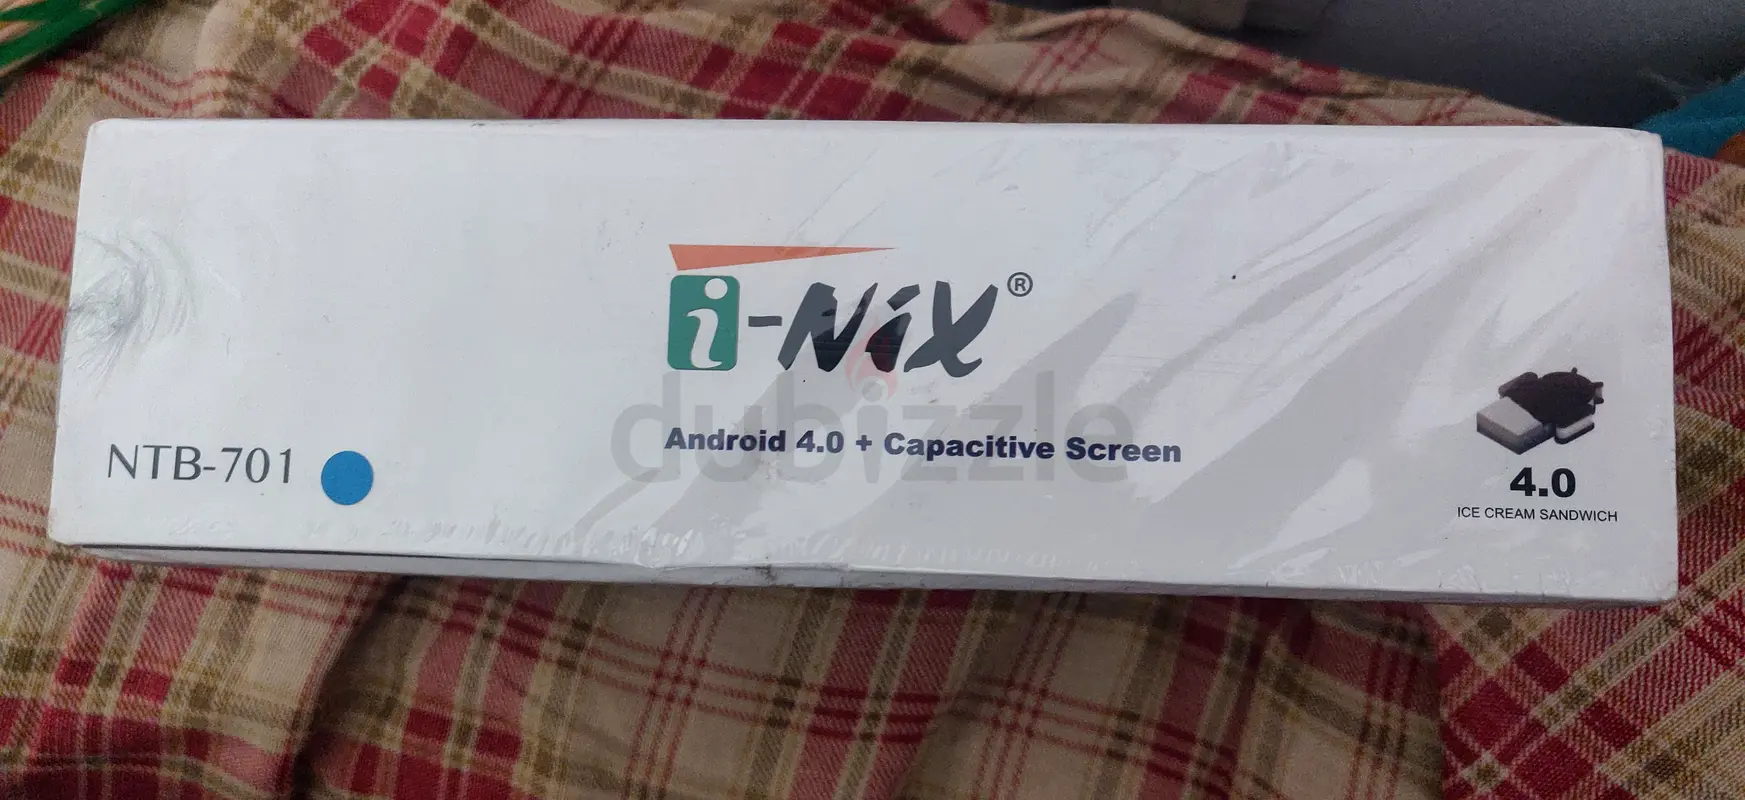 i-Nix®
dubizzle
Android 4.0 + Capacitive Screen
NTB-701
4.0
ICE CREAM SANDWICH